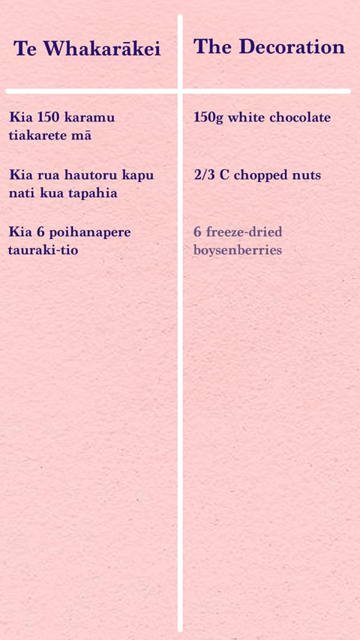 Te Whakarākei
The Decoration
Kia 150 karamu
tiakarete mā
150g white chocolate
Kia rua hautoru kapu
nati kua tapahia
2/3 C chopped nuts
Kia 6 poihanapere
tauraki-tio
6 freeze-dried
boysenberries